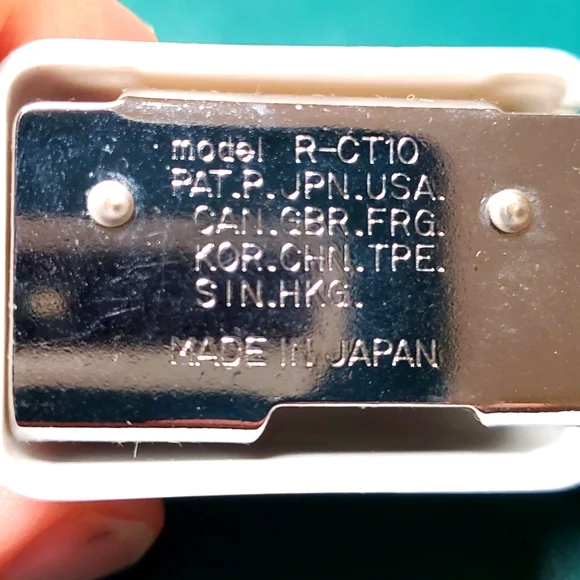 model R-CT10
PAT.P.JPN.USA.
CAN.GBR.FRG.
KOR.CHN.TPE.
SIN.HKG.
MADE IN JAPAN